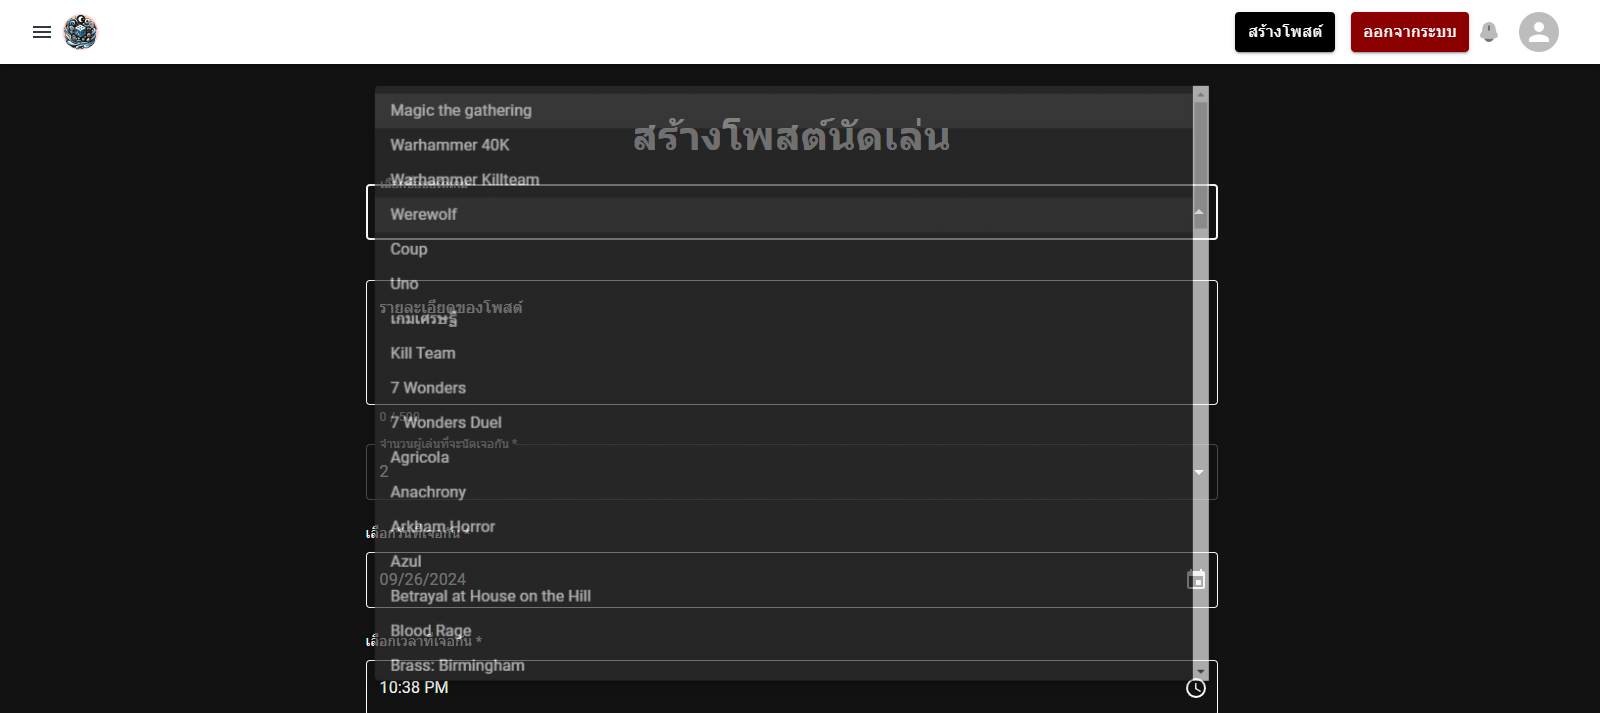 สร้างโพสต์
ออกจากระบบ
Magic the gathering
สร้างโพสต์นัดเล่น
Warhammer 40K
Warhammer Killteam
Werewolf
Coup
Uno
รายละเอียดของโพสต์
เกมเศรษฐี
Kill Team
7 Wonders
0 / 500
7 Wonders Duel
จำนวนผู้เล่นที่จะนัดเจอกัน *
Agricola
2
Anachrony
Arkham Horror
เลือกวันที่เจอกัน *
Azul
09/26/2024
Betrayal at House on the Hill
Blood Rage
เลือกเวลาที่เจอกัน *
Brass: Birmingham
10:38 PM